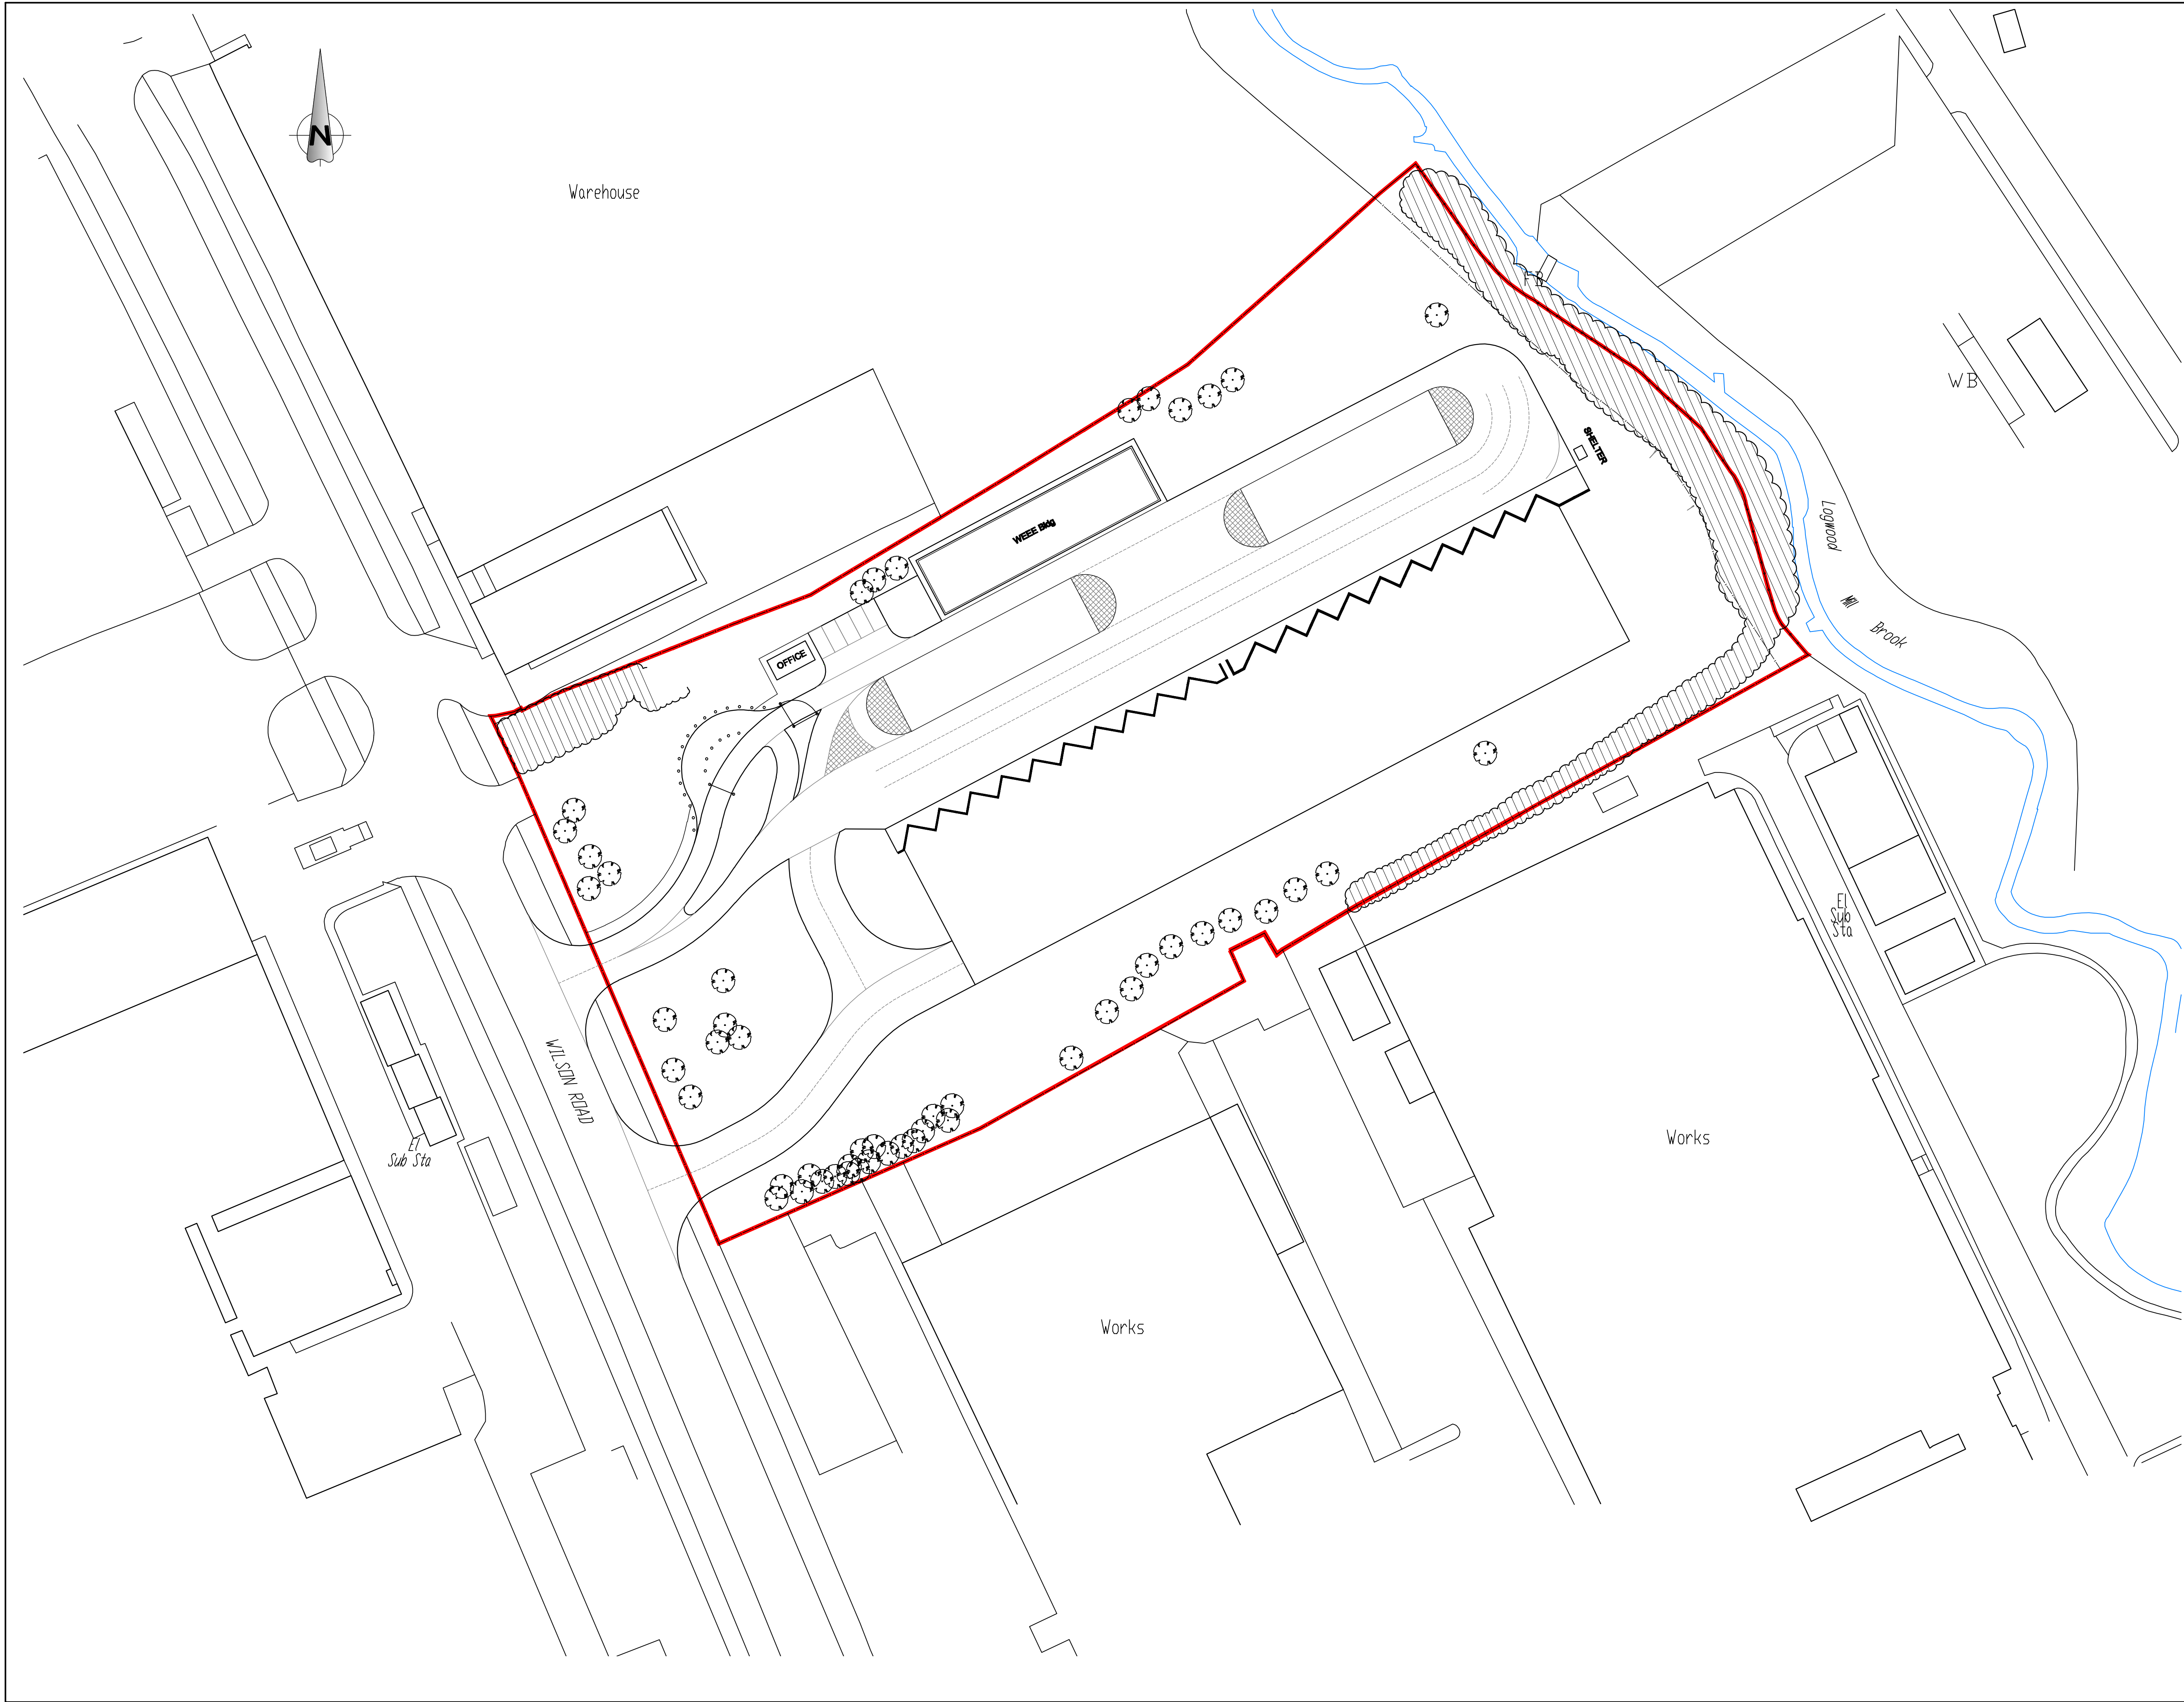 N
Warehouse
FB
WB
SHELTER
WEEE Bldg
Logwood
Mill
Brook
OFFICE
El
Sub
Sta
WILSON ROAD
El
Sub Sta
Works
Works